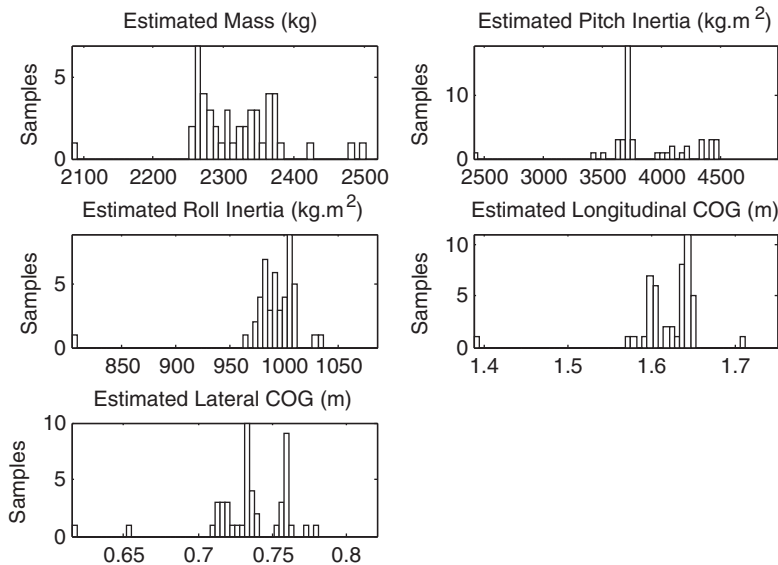 Estimated Mass (kg)
Samples
5
0
2100 2200 2300 2400 2500
Estimated Pitch Inertia (kg.m²)
Samples
10
0
2500 3000 3500 4000 4500
Estimated Roll Inertia (kg.m²)
Samples
5
0
850 900 950 1000 1050
Estimated Longitudinal COG (m)
Samples
10
5
0
1.4 1.5 1.6 1.7
Estimated Lateral COG (m)
Samples
10
5
0
0.65 0.7 0.75 0.8